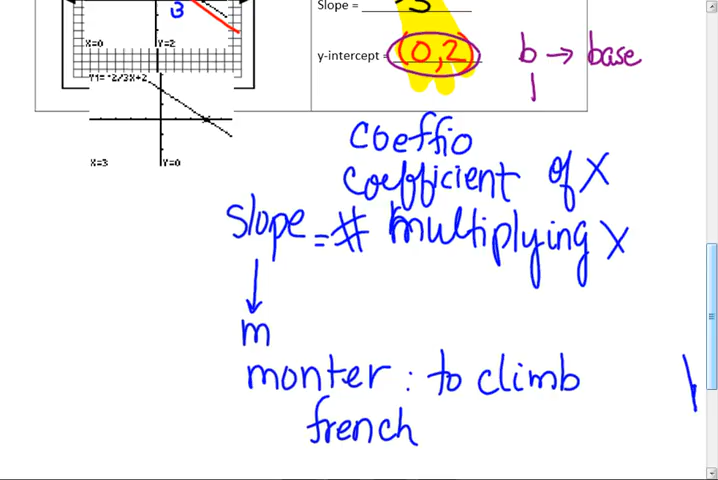 Slope =
3
X=0 Y=2
y-intercept = (0,2) b → base
Y1=-2/3X+2
X=3 Y=0
coeffio
coefficient of X
slope = # multiplying X
m
monter : to climb
french